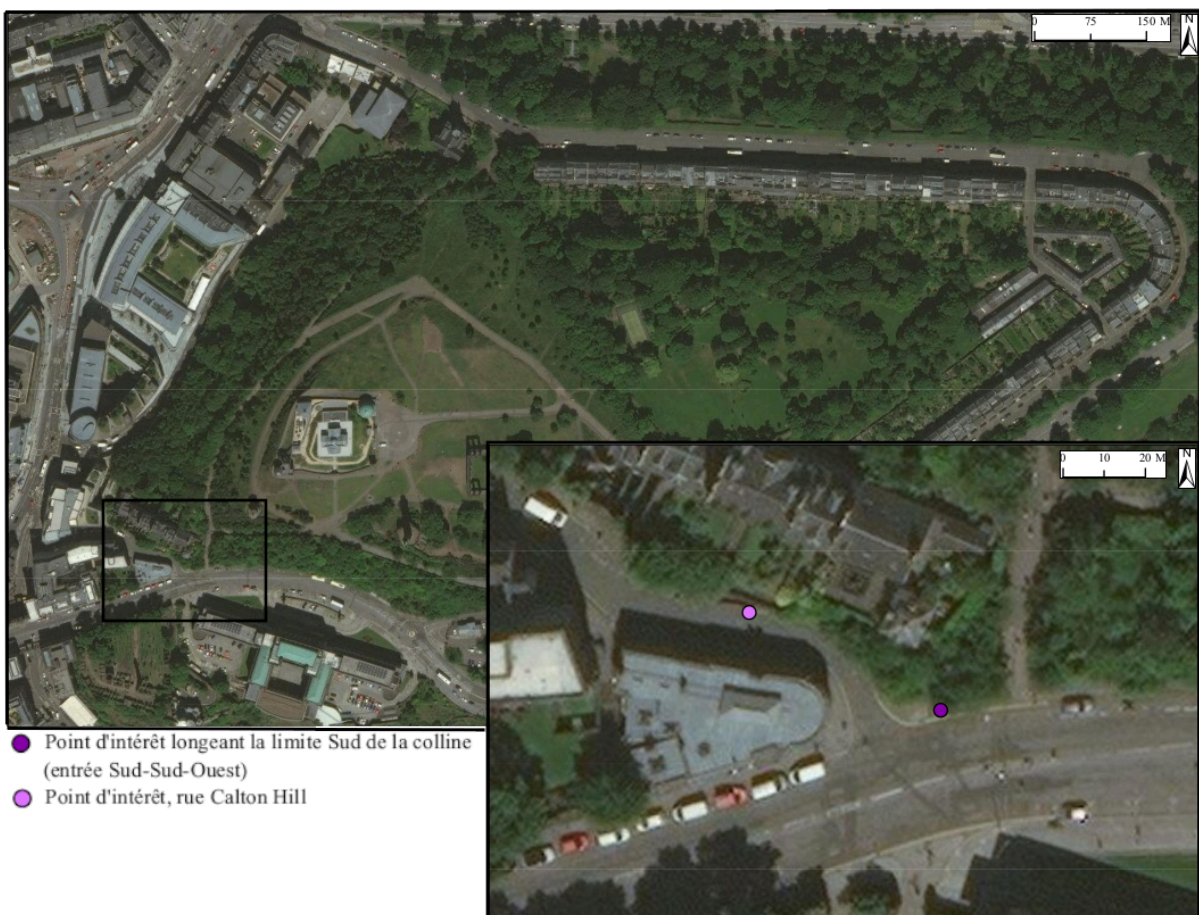 0 75 150 M
N
0 10 20 M
N
Point d'intérêt longeant la limite Sud de la colline
(entrée Sud-Sud-Ouest)
Point d'intérêt, rue Calton Hill